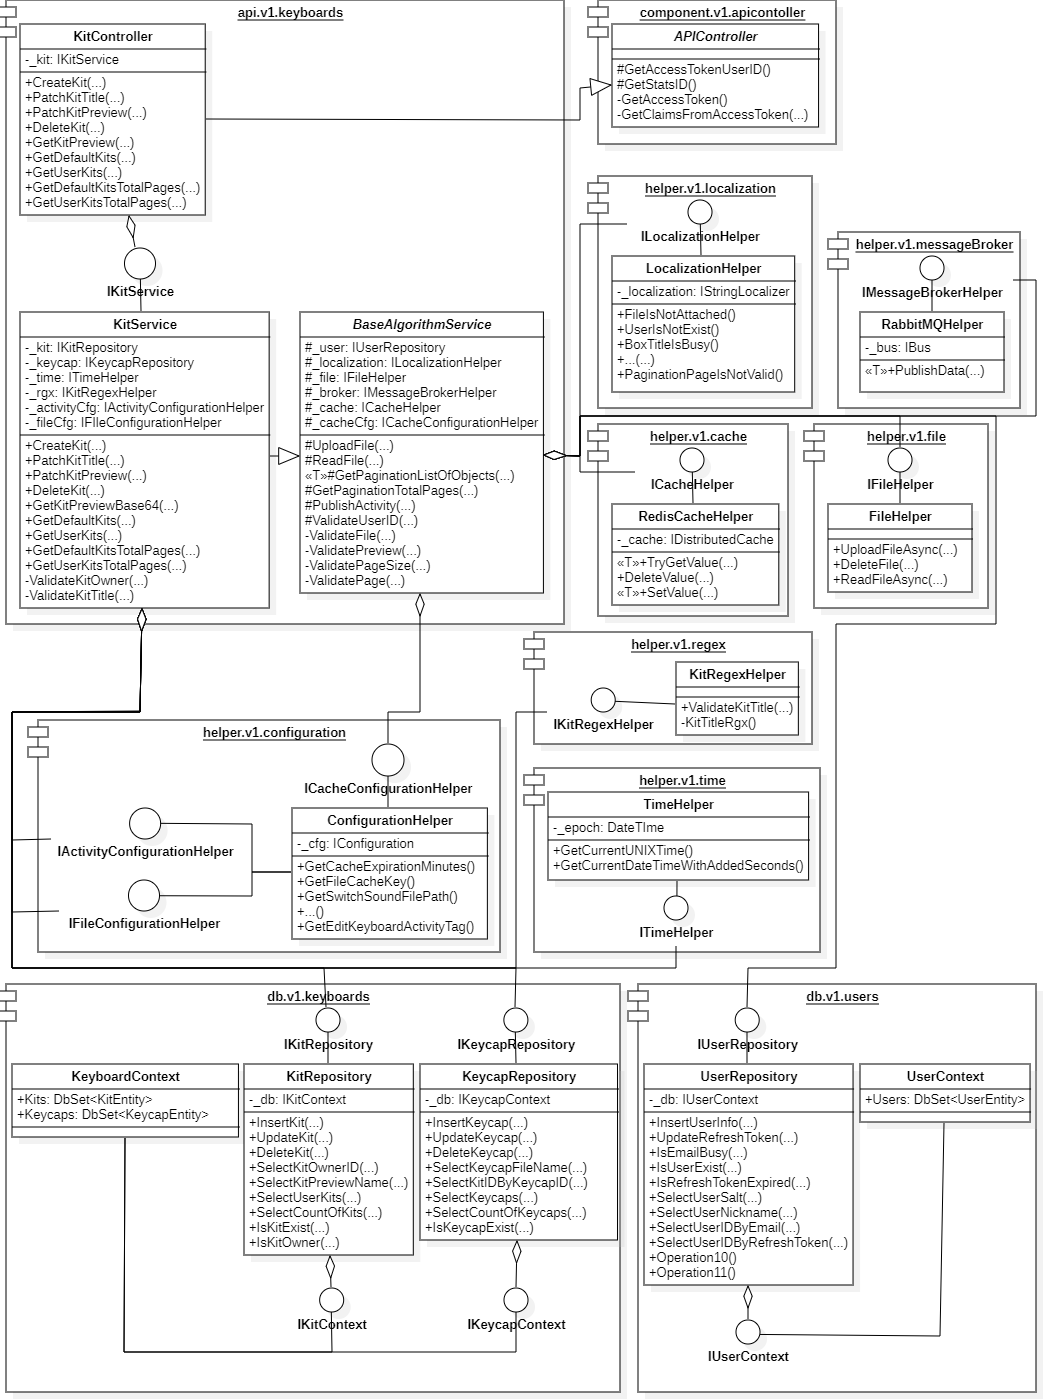 api.v1.keyboards
KitController
-_kit: IKitService
+CreateKit(...)
+PatchKitTitle(...)
+PatchKitPreview(...)
+DeleteKit(...)
+GetKitPreview(...)
+GetDefaultKits(...)
+GetUserKits(...)
+GetDefaultKitsTotalPages(...)
+GetUserKitsTotalPages(...)
IKitService
KitService
-_kit: IKitRepository
-_keycap: IKeycapRepository
-_time: ITimeHelper
-_rgx: IKitRegexHelper
-_activityCfg: IActivityConfigurationHelper
-_fileCfg: IFIleConfigurationHelper
+CreateKit(...)
+PatchKitTitle(...)
+PatchKitPreview(...)
+DeleteKit(...)
+GetKitPreviewBase64(...)
+GetDefaultKits(...)
+GetUserKits(...)
+GetDefaultKitsTotalPages(...)
+GetUserKitsTotalPages(...)
-ValidateKitOwner(...)
-ValidateKitTitle(...)
BaseAlgorithmService
#_user: IUserRepository
#_localization: ILocalizationHelper
#_file: IFileHelper
#_broker: IMessageBrokerHelper
#_cache: ICacheHelper
#_cacheCfg: ICacheConfigurationHelper
#UploadFile(...)
#ReadFile(...)
«T»#GetPaginationListOfObjects(...)
#GetPaginationTotalPages(...)
#PublishActivity(...)
#ValidateUserID(...)
-ValidateFile(...)
-ValidatePreview(...)
-ValidatePageSize(...)
-ValidatePage(...)
component.v1.apicontoller
APIController
#GetAccessTokenUserID()
#GetStatsID()
-GetAccessToken()
-GetClaimsFromAccessToken(...)
helper.v1.localization
ILocalizationHelper
LocalizationHelper
-_localization: IStringLocalizer
+FileIsNotAttached()
+UserIsNotExist()
+BoxTitleIsBusy()
+...(...)
+PaginationPageIsNotValid()
helper.v1.messageBroker
IMessageBrokerHelper
RabbitMQHelper
-_bus: IBus
«T»+PublishData(...)
helper.v1.cache
ICacheHelper
RedisCacheHelper
-_cache: IDistributedCache
«T»+TryGetValue(...)
+DeleteValue(...)
«T»+SetValue(...)
helper.v1.file
IFileHelper
FileHelper
+UploadFileAsync(...)
+DeleteFile(...)
+ReadFileAsync(...)
helper.v1.regex
IKitRegexHelper
KitRegexHelper
+ValidateKitTitle(...)
-KitTitleRgx()
helper.v1.configuration
ICacheConfigurationHelper
IActivityConfigurationHelper
IFileConfigurationHelper
ConfigurationHelper
-_cfg: IConfiguration
+GetCacheExpirationMinutes()
+GetFileCacheKey()
+GetSwitchSoundFilePath()
+...()
+GetEditKeyboardActivityTag()
helper.v1.time
TimeHelper
-_epoch: DateTIme
+GetCurrentUNIXTime()
+GetCurrentDateTimeWithAddedSeconds()
ITimeHelper
db.v1.keyboards
IKitRepository
IKeycapRepository
KeyboardContext
+Kits: DbSet<KitEntity>
+Keycaps: DbSet<KeycapEntity>
KitRepository
-_db: IKitContext
+InsertKit(...)
+UpdateKit(...)
+DeleteKit(...)
+SelectKitOwnerID(...)
+SelectKitPreviewName(...)
+SelectUserKits(...)
+SelectCountOfKits(...)
+IsKitExist(...)
+IsKitOwner(...)
KeycapRepository
-_db: IKeycapContext
+InsertKeycap(...)
+UpdateKeycap(...)
+DeleteKeycap(...)
+SelectKeycapFileName(...)
+SelectKitIDByKeycapID(...)
+SelectKeycaps(...)
+SelectCountOfKeycaps(...)
+IsKeycapExist(...)
IKitContext
IKeycapContext
db.v1.users
IUserRepository
UserRepository
-_db: IUserContext
+InsertUserInfo(...)
+UpdateRefreshToken(...)
+IsEmailBusy(...)
+IsUserExist(...)
+IsRefreshTokenExpired(...)
+SelectUserSalt(...)
+SelectUserNickname(...)
+SelectUserIDByEmail(...)
+SelectUserIDByRefreshToken(...)
+Operation10()
+Operation11()
UserContext
+Users: DbSet<UserEntity>
IUserContext